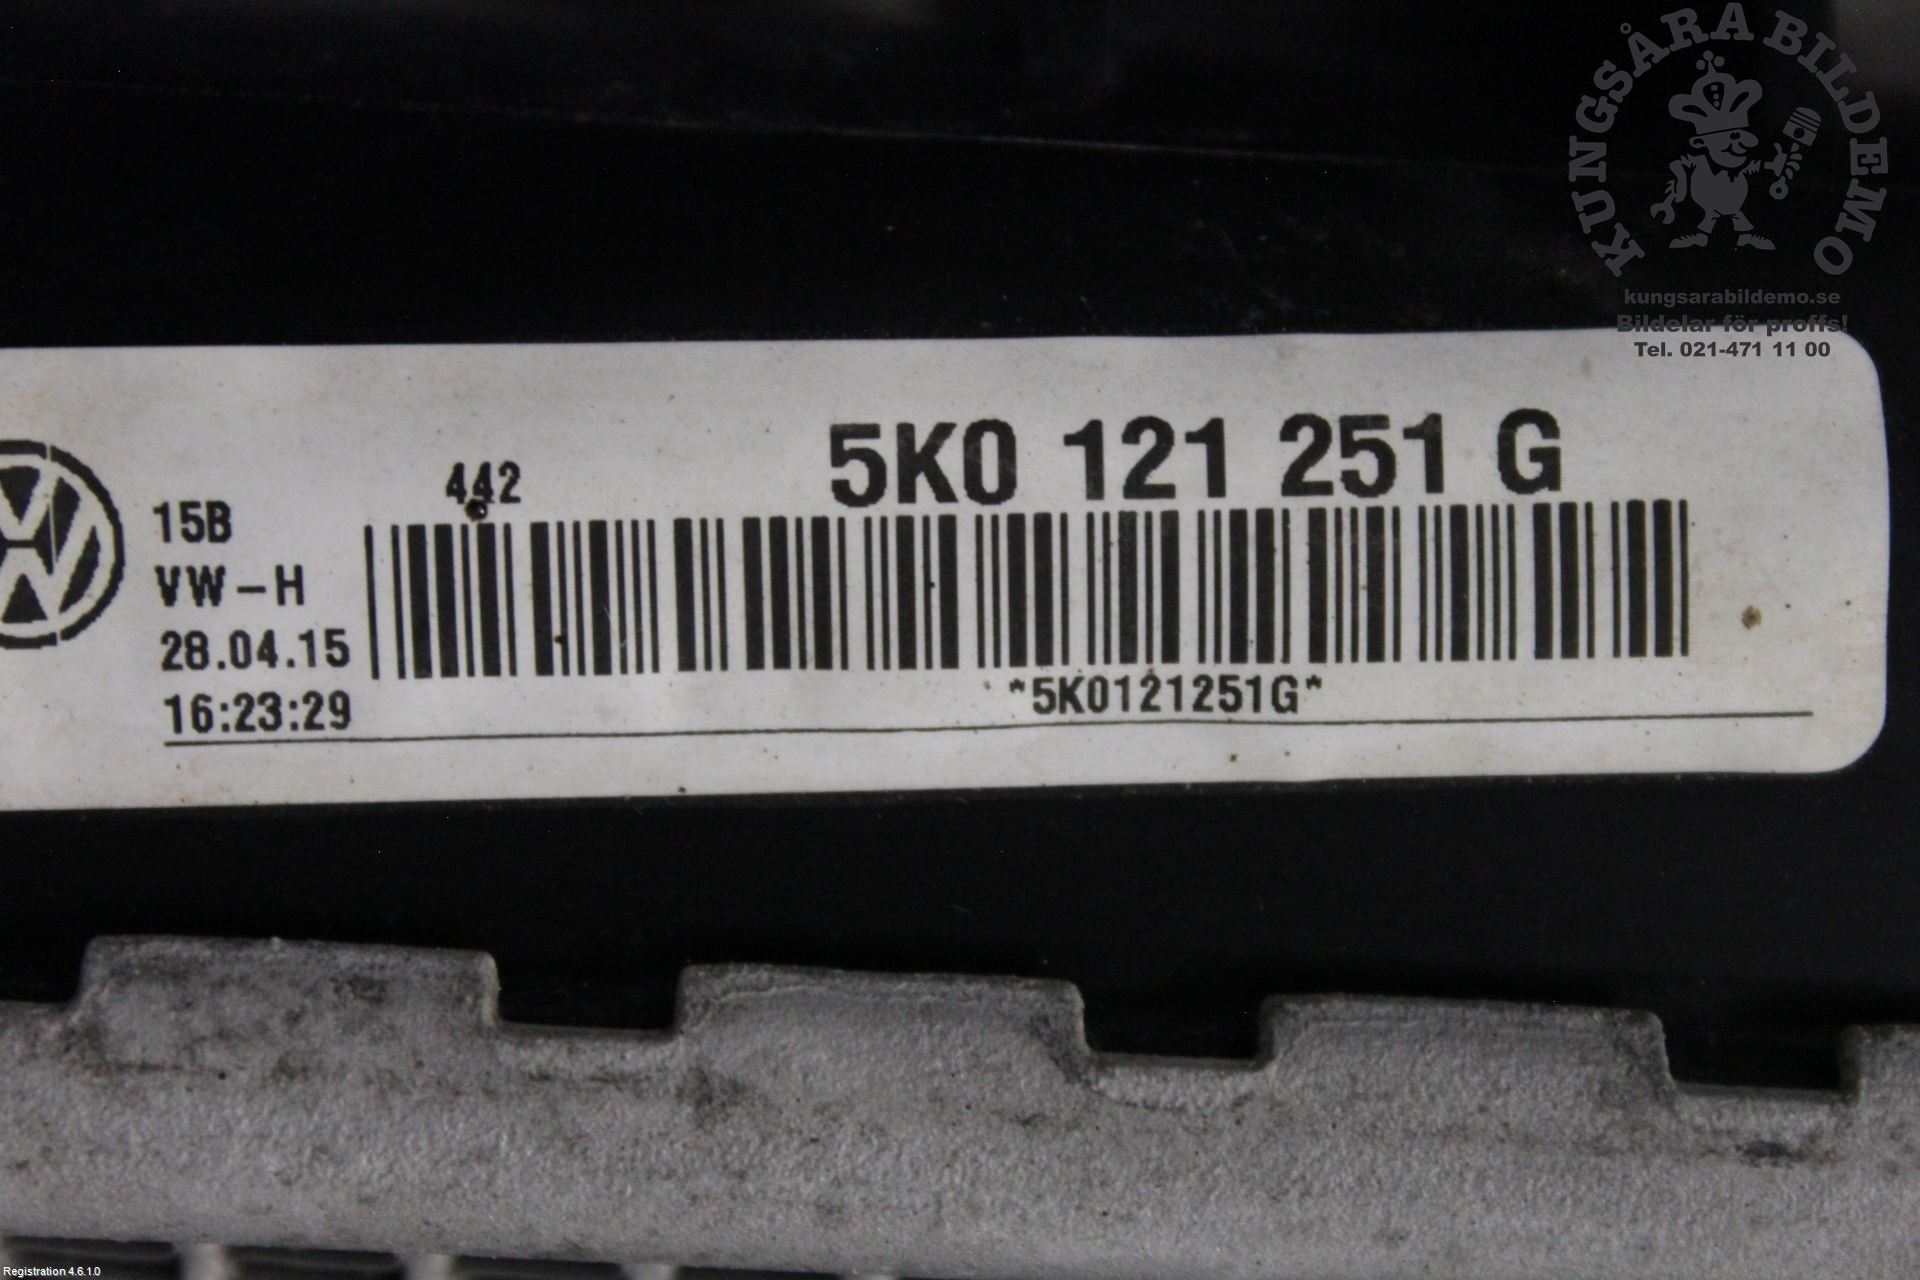 KUNGSÅRA BILDEMO
kungsarabildemo.se
Bildelar för proffs!
Tel. 021-471 11 00
5K0 121 251 G
442
15B
VW-H
28.04.15
16:23:29
*5K0121251G*
Registration 4.6.1.0